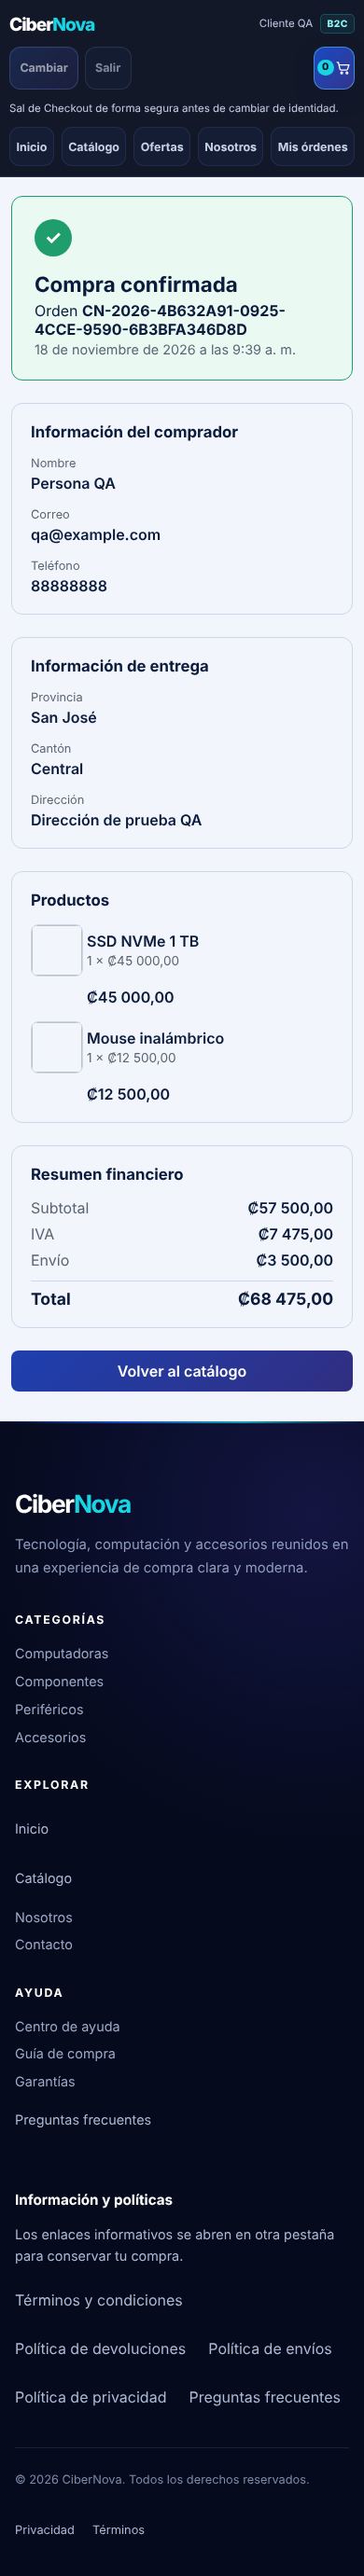 CiberNova
Cliente QA B2C
Cambiar Salir 0
Sal de Checkout de forma segura antes de cambiar de identidad.
Inicio Catálogo Ofertas Nosotros Mis órdenes
Compra confirmada
Orden CN-2026-4B632A91-0925-
4CCE-9590-6B3BFA346D8D
18 de noviembre de 2026 a las 9:39 a. m.
Información del comprador
Nombre
Persona QA
Correo
qa@example.com
Teléfono
88888888
Información de entrega
Provincia
San José
Cantón
Central
Dirección
Dirección de prueba QA
Productos
SSD NVMe 1 TB
1 × ₡45 000,00
₡45 000,00
Mouse inalámbrico
1 × ₡12 500,00
₡12 500,00
Resumen financiero
Subtotal ₡57 500,00
IVA ₡7 475,00
Envío ₡3 500,00
Total ₡68 475,00
Volver al catálogo
CiberNova
Tecnología, computación y accesorios reunidos en
una experiencia de compra clara y moderna.
CATEGORÍAS
Computadoras
Componentes
Periféricos
Accesorios
EXPLORAR
Inicio
Catálogo
Nosotros
Contacto
AYUDA
Centro de ayuda
Guía de compra
Garantías
Preguntas frecuentes
Información y políticas
Los enlaces informativos se abren en otra pestaña
para conservar tu compra.
Términos y condiciones
Política de devoluciones Política de envíos
Política de privacidad Preguntas frecuentes
© 2026 CiberNova. Todos los derechos reservados.
Privacidad Términos